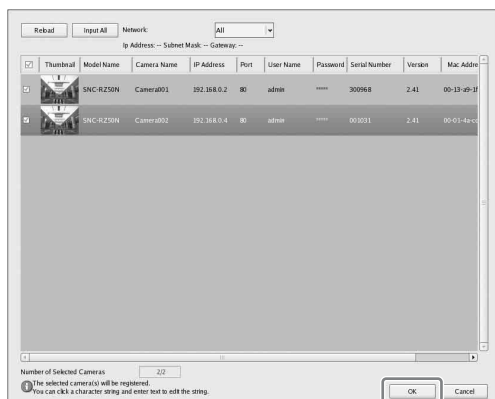 Reload Input All Network: All
Ip Address: -- Subnet Mask: -- Gateway: --
Thumbnail Model Name Camera Name IP Address Port User Name Password Serial Number Version Mac Addre
SNC-RZ50N Camera001 192.168.0.2 80 admin ***** 300968 2.41 00-13-a9-1f
SNC-RZ50N Camera002 192.168.0.4 80 admin ***** 001031 2.41 00-01-4a-cc
Number of Selected Cameras 2/2
The selected camera(s) will be registered.
You can click a character string and enter text to edit the string.
OK Cancel